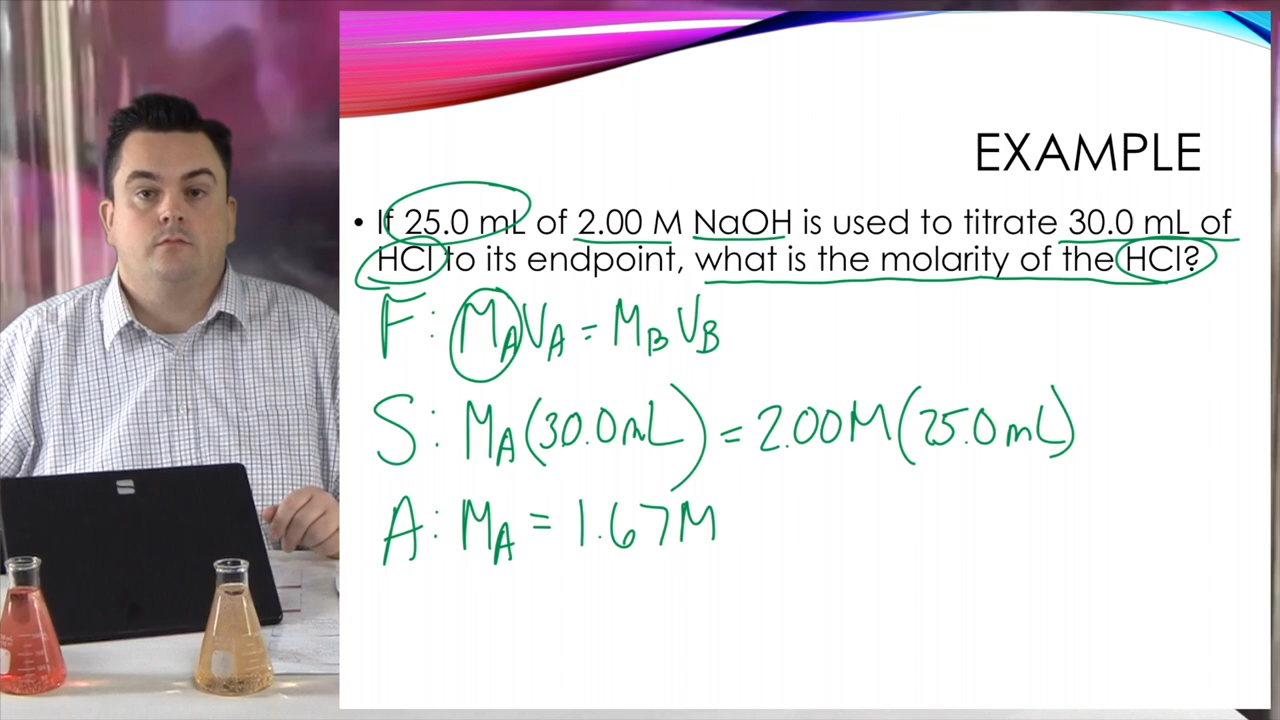 EXAMPLE
• If 25.0 mL of 2.00 M NaOH is used to titrate 30.0 mL of
HCl to its endpoint, what is the molarity of the HCl?
F: MAVA = MBVB
S: MA(30.0mL) = 2.00M(25.0mL)
A: MA = 1.67M